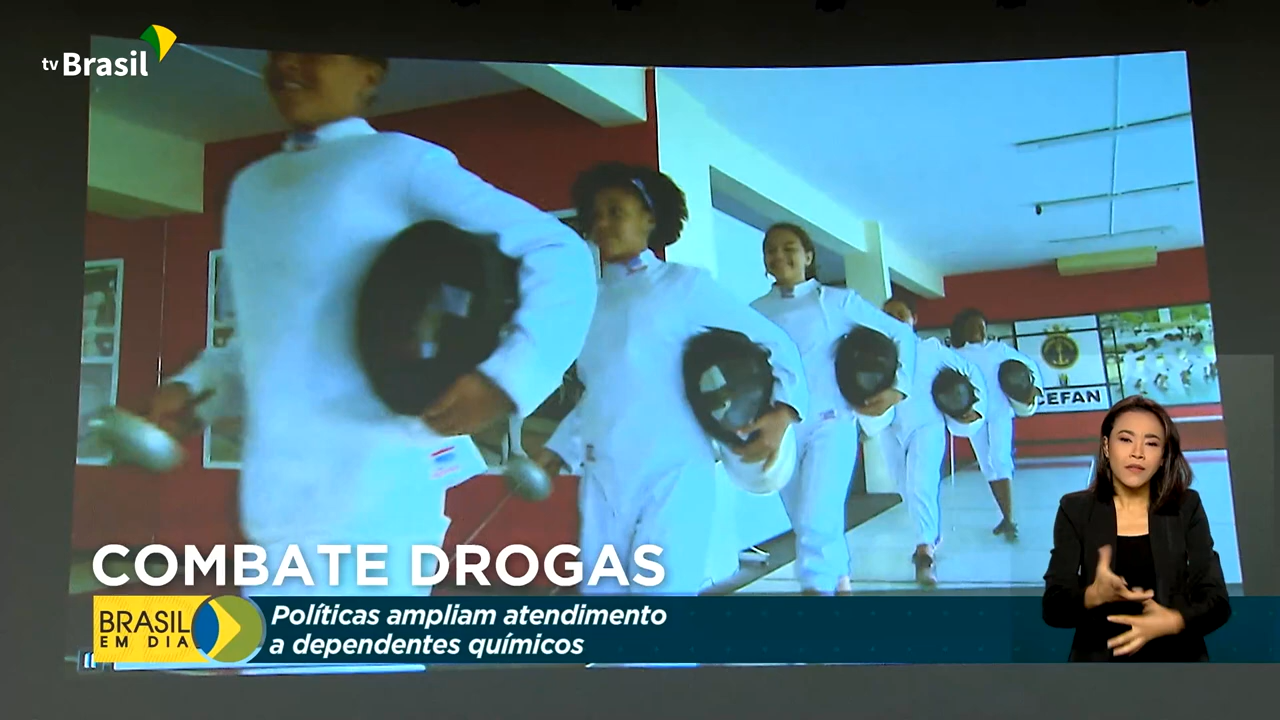 tv Brasil
CEFAN
COMBATE DROGAS
BRASIL
EM DIA
Políticas ampliam atendimento
a dependentes químicos